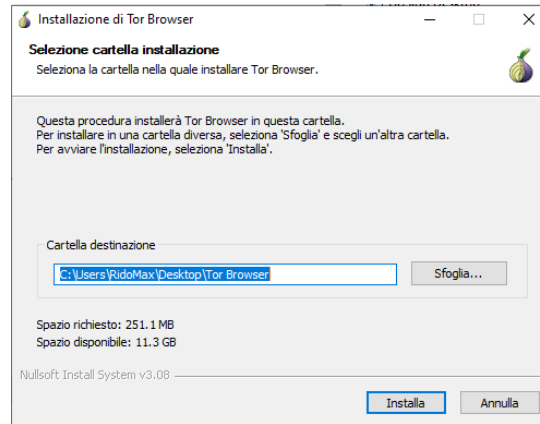 Installazione di Tor Browser
Selezione cartella installazione
Seleziona la cartella nella quale installare Tor Browser.
Questa procedura installerà Tor Browser in questa cartella.
Per installare in una cartella diversa, seleziona 'Sfoglia' e scegli un'altra cartella.
Per avviare l'installazione, seleziona 'Installa'.
Cartella destinazione
C:\Users\RidoMax\Desktop\Tor Browser
Sfoglia...
Spazio richiesto: 251.1 MB
Spazio disponibile: 11.3 GB
Nullsoft Install System v3.08
Installa
Annulla